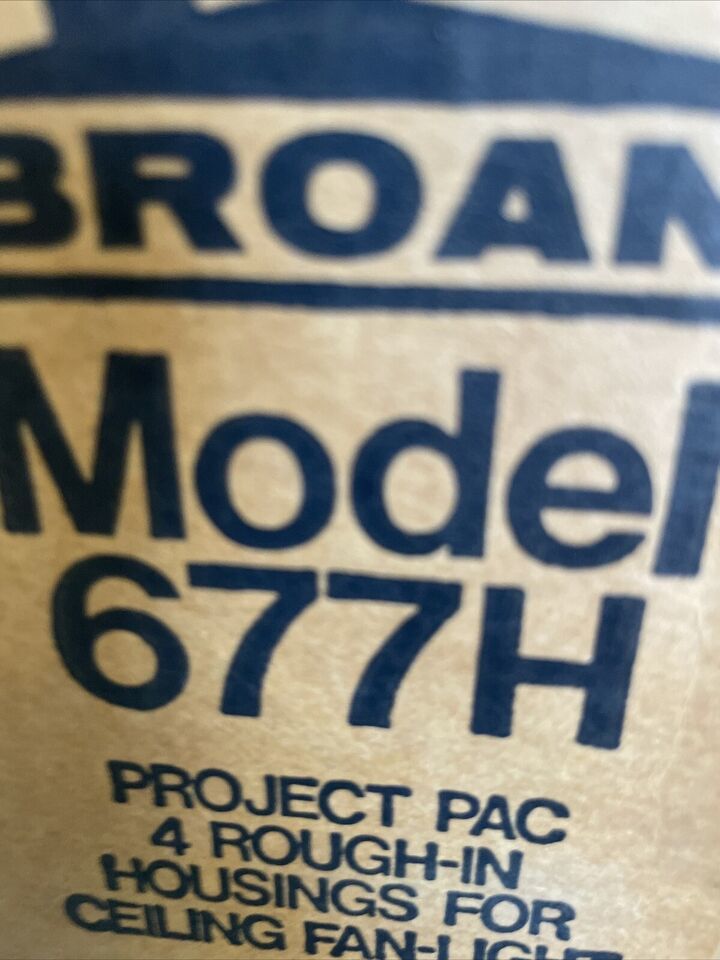 BROAN
Model
677H
PROJECT PAC
4 ROUGH-IN
HOUSINGS FOR
CEILING FAN-LIGHT